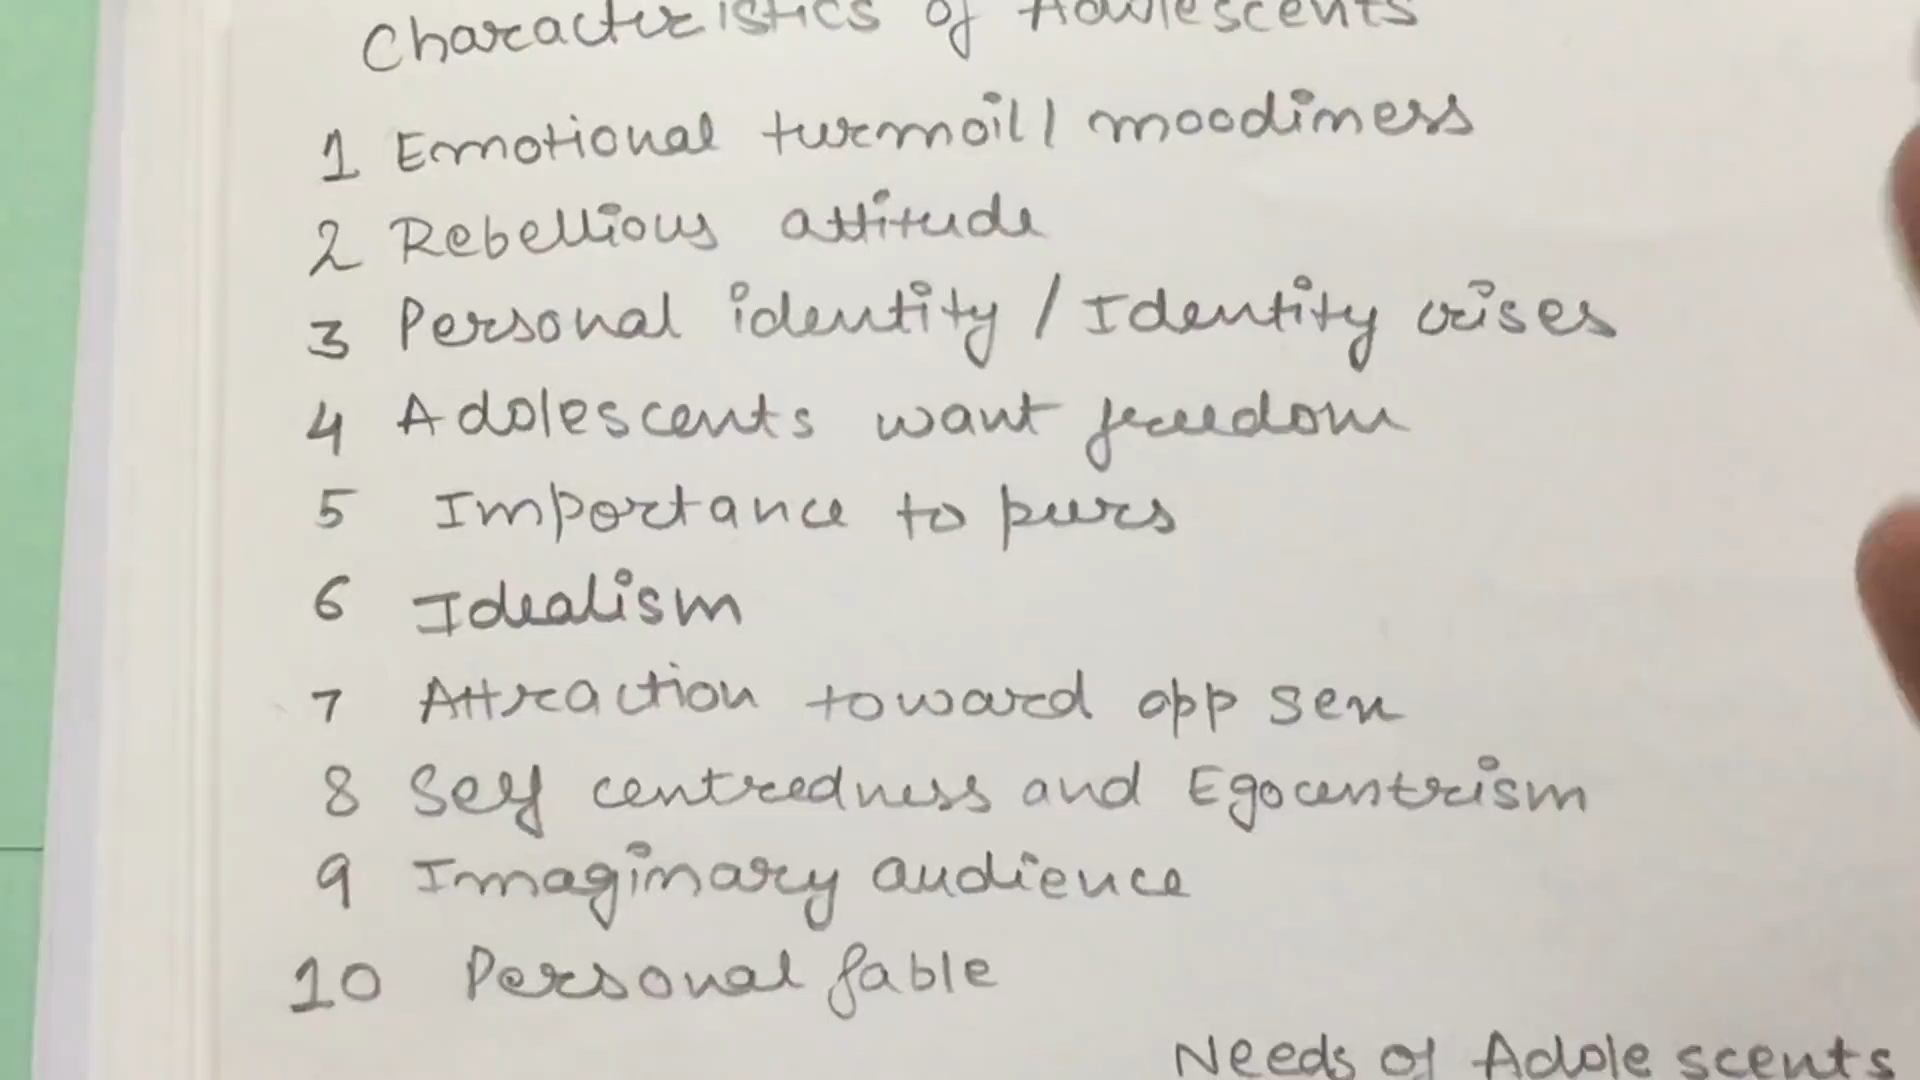 Characteristics of Adolescents
1 Emotional turmoil / moodiness
2 Rebellious attitude
3 Personal identity / Identity crises
4 Adolescents want freedom
5 Importance to peers
6 Idealism
7 Attraction toward opp sex
8 Self centredness and Egocentrism
9 Imaginary audience
10 Personal fable
Needs of Adolescents